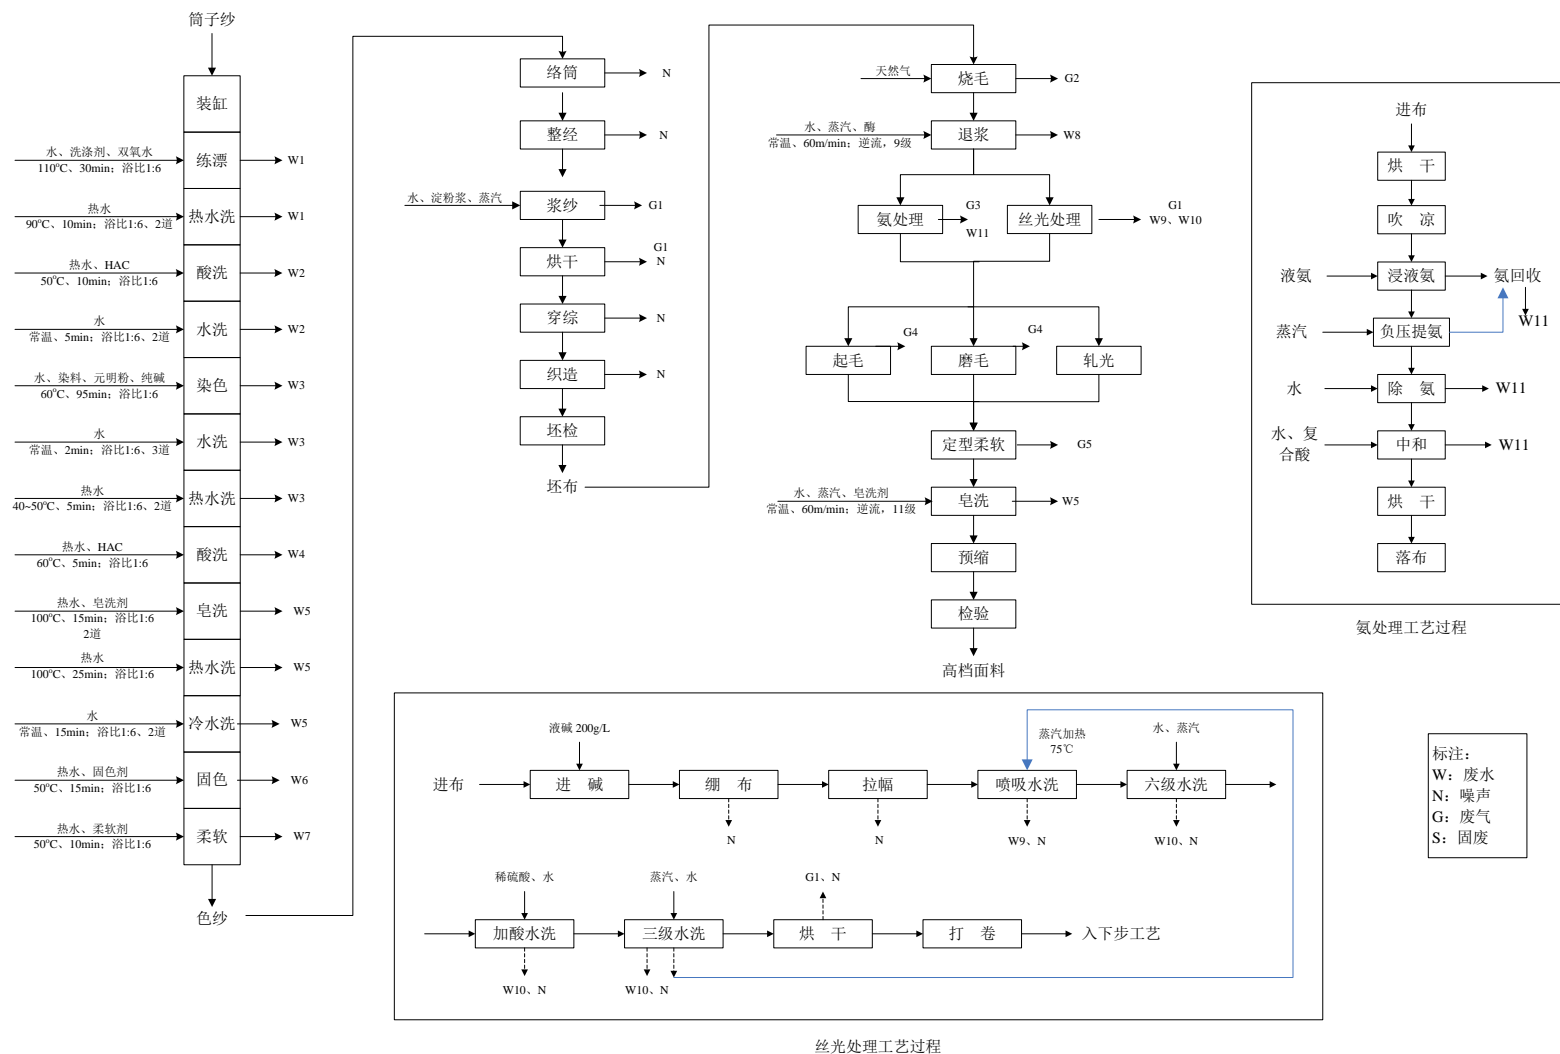 筒子纱
装缸
水、洗涤剂、双氧水
110°C、30min；浴比1:6
练漂
W1
热水
90°C、10min；浴比1:6、2道
热水洗
W1
热水、HAC
50°C、10min；浴比1:6
酸洗
W2
水
常温、5min；浴比1:6、2道
水洗
W2
水、染料、元明粉、纯碱
60°C、95min；浴比1:6
染色
W3
水
常温、2min；浴比1:6、3道
水洗
W3
热水
40~50°C、5min；浴比1:6、2道
热水洗
W3
热水、HAC
60°C、5min；浴比1:6
酸洗
W4
热水、皂洗剂
100°C、15min；浴比1:6
2道
皂洗
W5
热水
100°C、25min；浴比1:6
热水洗
W5
水
常温、15min；浴比1:6、2道
冷水洗
W5
热水、固色剂
50°C、15min；浴比1:6
固色
W6
热水、柔软剂
50°C、10min；浴比1:6
柔软
W7
色纱
络筒
N
整经
N
水、淀粉浆、蒸汽
浆纱
G1
烘干
G1
N
穿综
N
织造
N
坯检
坯布
天然气
烧毛
G2
水、蒸汽、酶
常温、60m/min；逆流，9级
退浆
W8
氨处理
G3
W11
丝光处理
G1
W9、W10
起毛
G4
磨毛
G4
轧光
定型柔软
G5
水、蒸汽、皂洗剂
常温、60m/min；逆流，11级
皂洗
W5
预缩
检验
高档面料
进布
烘 干
吹 凉
液氨
浸液氨
氨回收
W11
蒸汽
负压提氨
水
除 氨
W11
水、复
合酸
中和
W11
烘 干
落布
氨处理工艺过程
液碱 200g/L
蒸汽加热
75℃
水、蒸汽
进布
进 碱
绷 布
拉幅
喷吸水洗
六级水洗
N
N
W9、N
W10、N
稀硫酸、水
蒸汽、水
G1、N
加酸水洗
三级水洗
烘 干
打 卷
入下步工艺
W10、N
W10、N
丝光处理工艺过程
标注：
W：废水
N：噪声
G：废气
S：固废